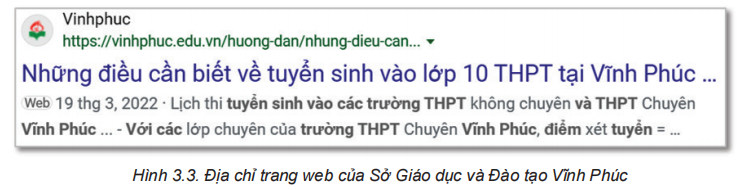 Vinhphuc
https://vinhphuc.edu.vn/huong-dan/nhung-dieu-can...
Những điều cần biết về tuyển sinh vào lớp 10 THPT tại Vĩnh Phúc ...
Web 19 thg 3, 2022 · Lịch thi tuyển sinh vào các trường THPT không chuyên và THPT Chuyên
Vĩnh Phúc ... - Với các lớp chuyên của trường THPT Chuyên Vĩnh Phúc, điểm xét tuyển = ...
Hình 3.3. Địa chỉ trang web của Sở Giáo dục và Đào tạo Vĩnh Phúc